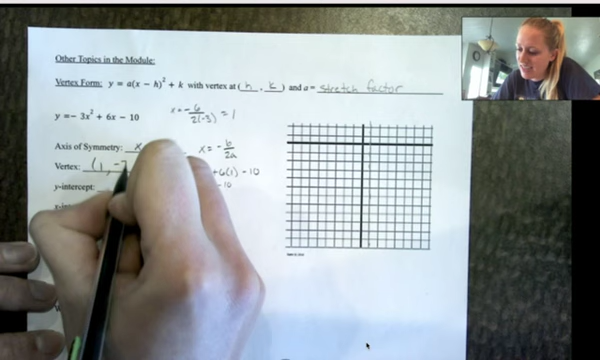 Other Topics in the Module:
Vertex Form: y = a(x − h)² + k with vertex at ( h , k ) and a = stretch factor
y = − 3x² + 6x − 10
x = -6/2(-3) = 1
Axis of Symmetry: x
x = -b/2a
Vertex: (1, -7
+6(1) - 10
y-intercept:
- 10